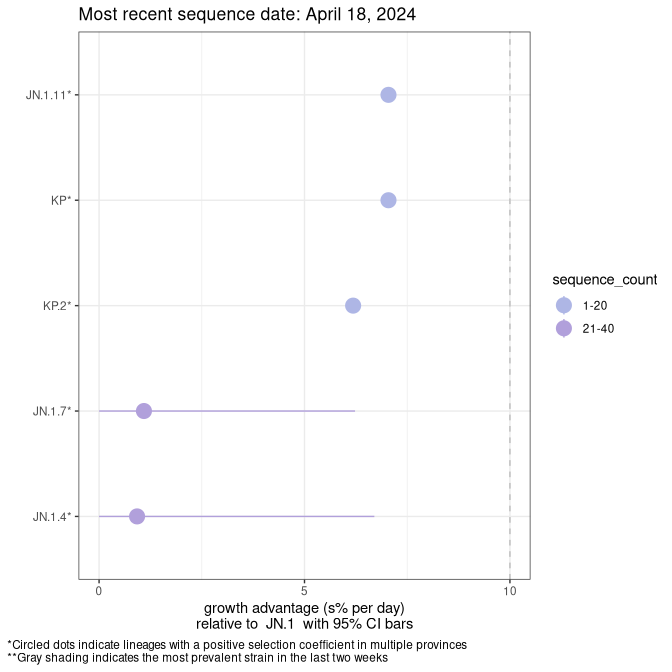 Most recent sequence date: April 18, 2024
JN.1.11*
KP*
KP.2*
JN.1.7*
JN.1.4*
0 5 10
growth advantage (s% per day)
relative to JN.1 with 95% CI bars
sequence_count
1-20
21-40
*Circled dots indicate lineages with a positive selection coefficient in multiple provinces
**Gray shading indicates the most prevalent strain in the last two weeks